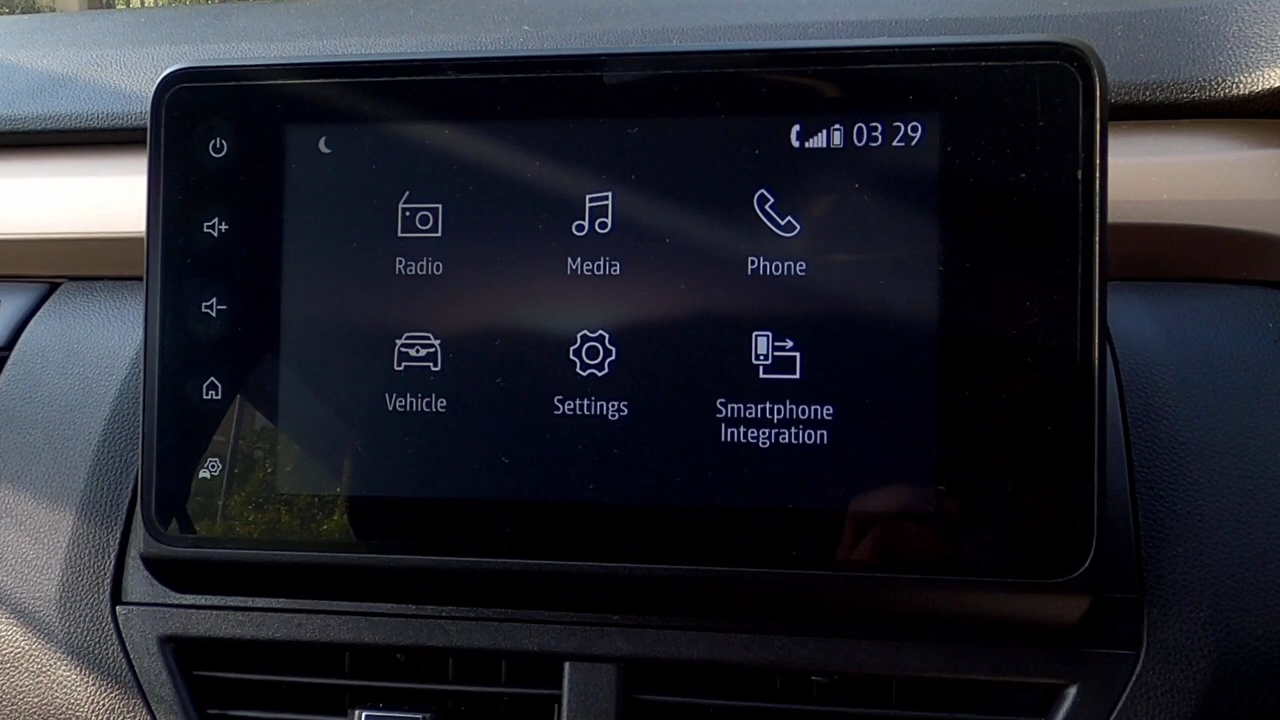 03 29
Radio
Media
Phone
Vehicle
Settings
Smartphone
Integration